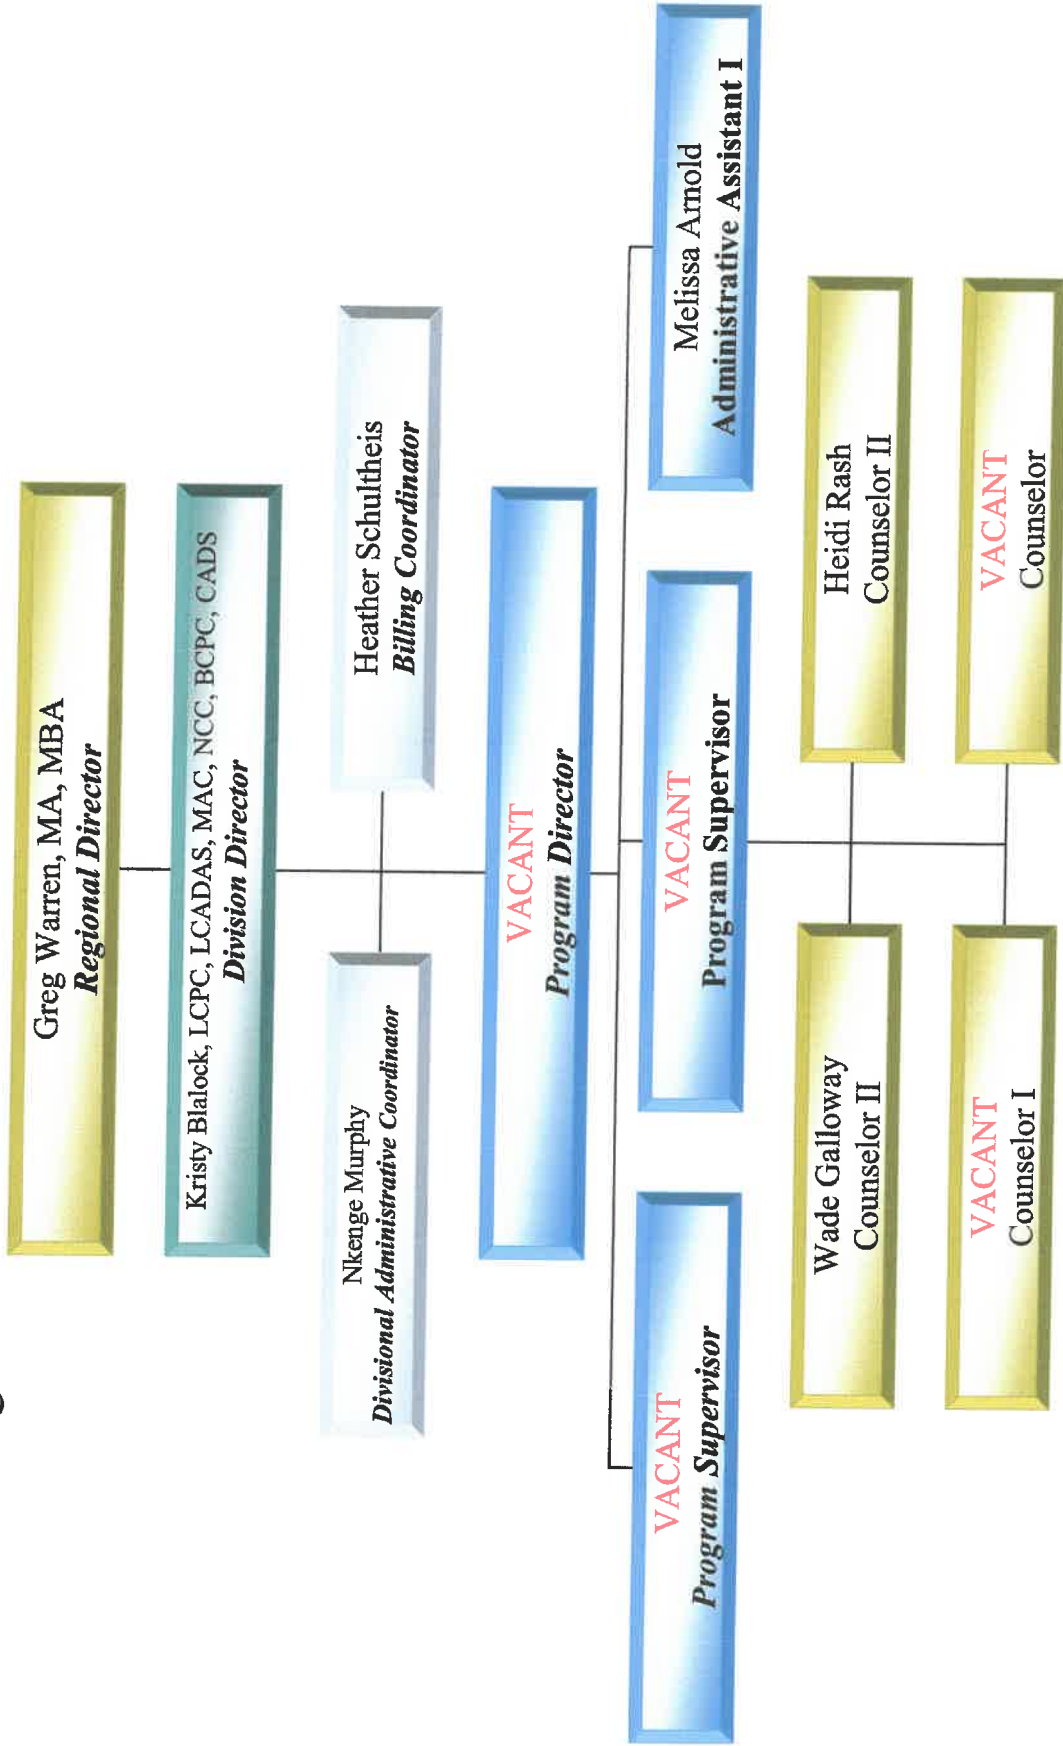 Greg Warren, MA, MBA
Regional Director
Kristy Blalock, LCPC, LCADAS, MAC, NCC, BCPC, CADS
Division Director
Nkenge Murphy
Divisional Administrative Coordinator
Heather Schultheis
Billing Coordinator
VACANT
Program Director
VACANT
Program Supervisor
VACANT
Program Supervisor
Melissa Arnold
Administrative Assistant I
Wade Galloway
Counselor II
Heidi Rash
Counselor II
VACANT
Counselor I
VACANT
Counselor